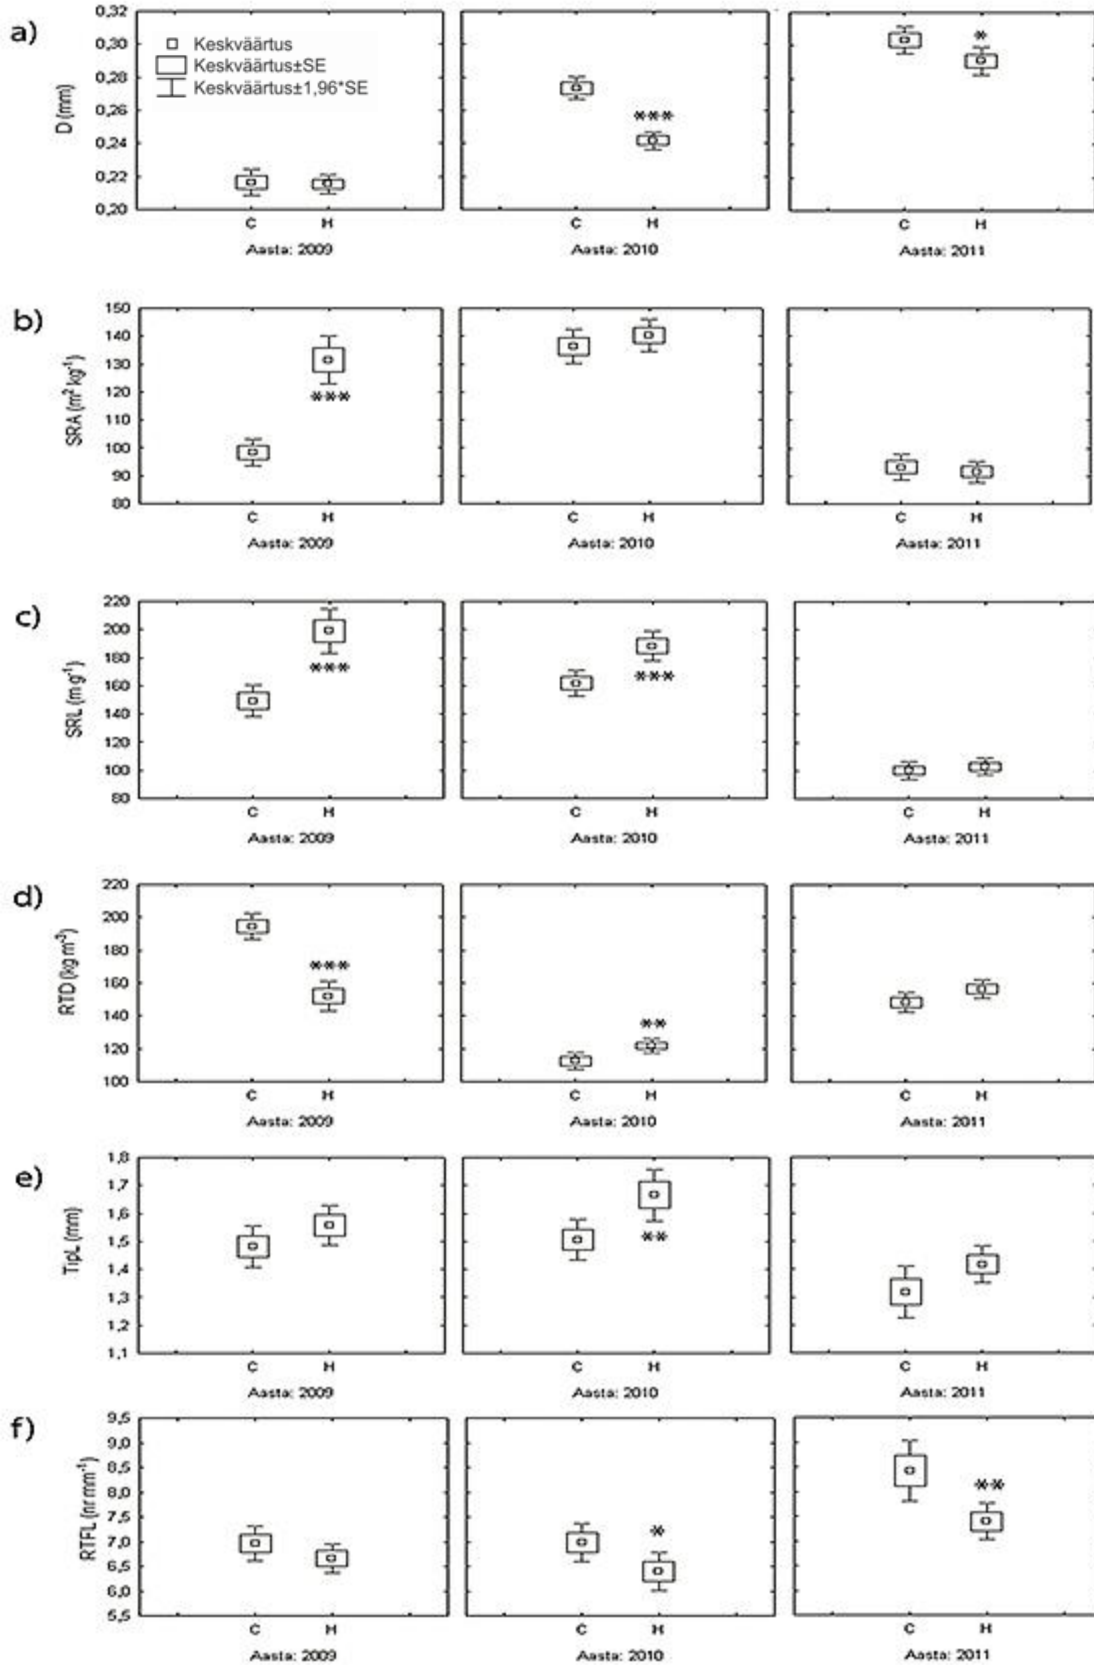 a)
D (mm)
0,32
0,30
0,28
0,26
0,24
0,22
0,20
Keskväärtus
Keskväärtus±SE
Keskväärtus±1,96*SE
***
*
C H C H C H
Aasta: 2009 Aasta: 2010 Aasta: 2011
b)
SRA (m² kg⁻¹)
150
140
130
120
110
100
90
80
***
C H C H C H
Aasta: 2009 Aasta: 2010 Aasta: 2011
c)
SRL (m g⁻¹)
220
200
180
160
140
120
100
80
*** ***
C H C H C H
Aasta: 2009 Aasta: 2010 Aasta: 2011
d)
RTD (kg m⁻³)
220
200
180
160
140
120
100
*** **
C H C H C H
Aasta: 2009 Aasta: 2010 Aasta: 2011
e)
TipL (mm)
1,8
1,7
1,6
1,5
1,4
1,3
1,2
1,1
**
C H C H C H
Aasta: 2009 Aasta: 2010 Aasta: 2011
f)
RTFL (nr mm⁻¹)
9,5
9,0
8,5
8,0
7,5
7,0
6,5
6,0
5,5
* **
C H C H C H
Aasta: 2009 Aasta: 2010 Aasta: 2011